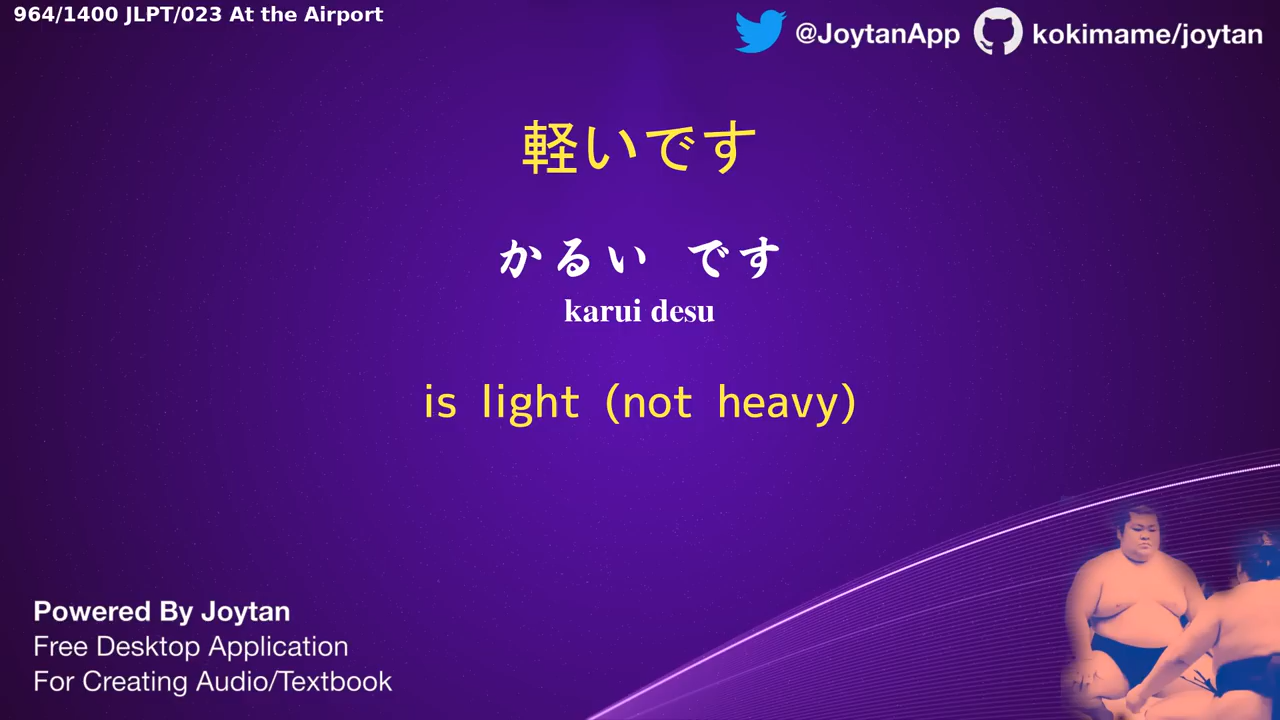 964/1400 JLPT/023 At the Airport
@JoytanApp
kokimame/joytan
軽いです
かるい です
karui desu
is light (not heavy)
Powered By Joytan
Free Desktop Application
For Creating Audio/Textbook